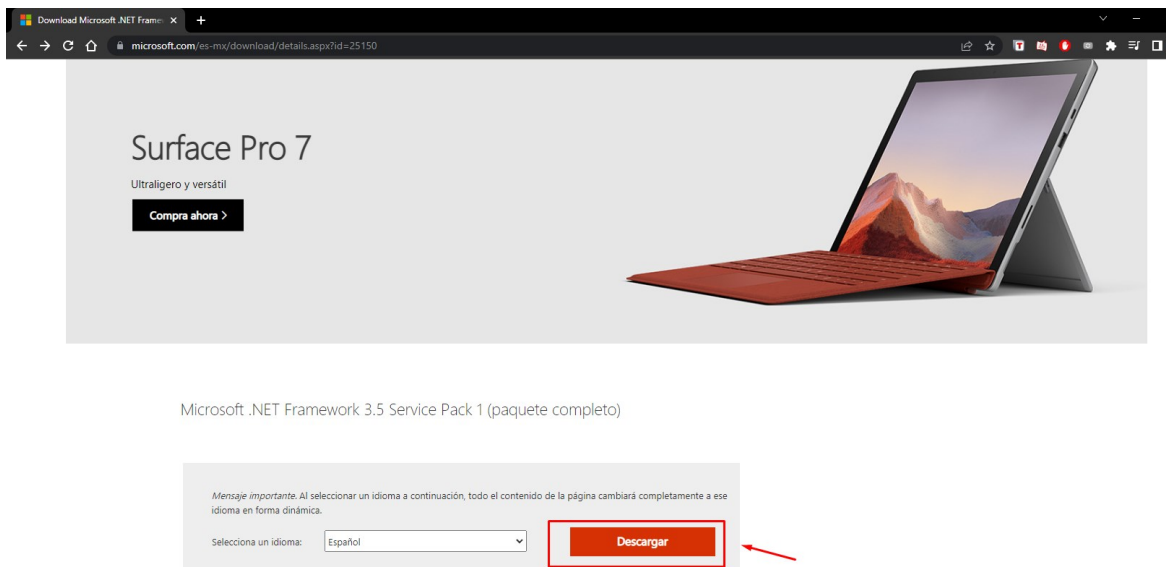 Download Microsoft .NET Frame
microsoft.com/es-mx/download/details.aspx?id=25150
Surface Pro 7
Ultraligero y versátil
Compra ahora >
Microsoft .NET Framework 3.5 Service Pack 1 (paquete completo)
Mensaje importante. Al seleccionar un idioma a continuación, todo el contenido de la página cambiará completamente a ese
idioma en forma dinámica.
Selecciona un idioma: Español Descargar